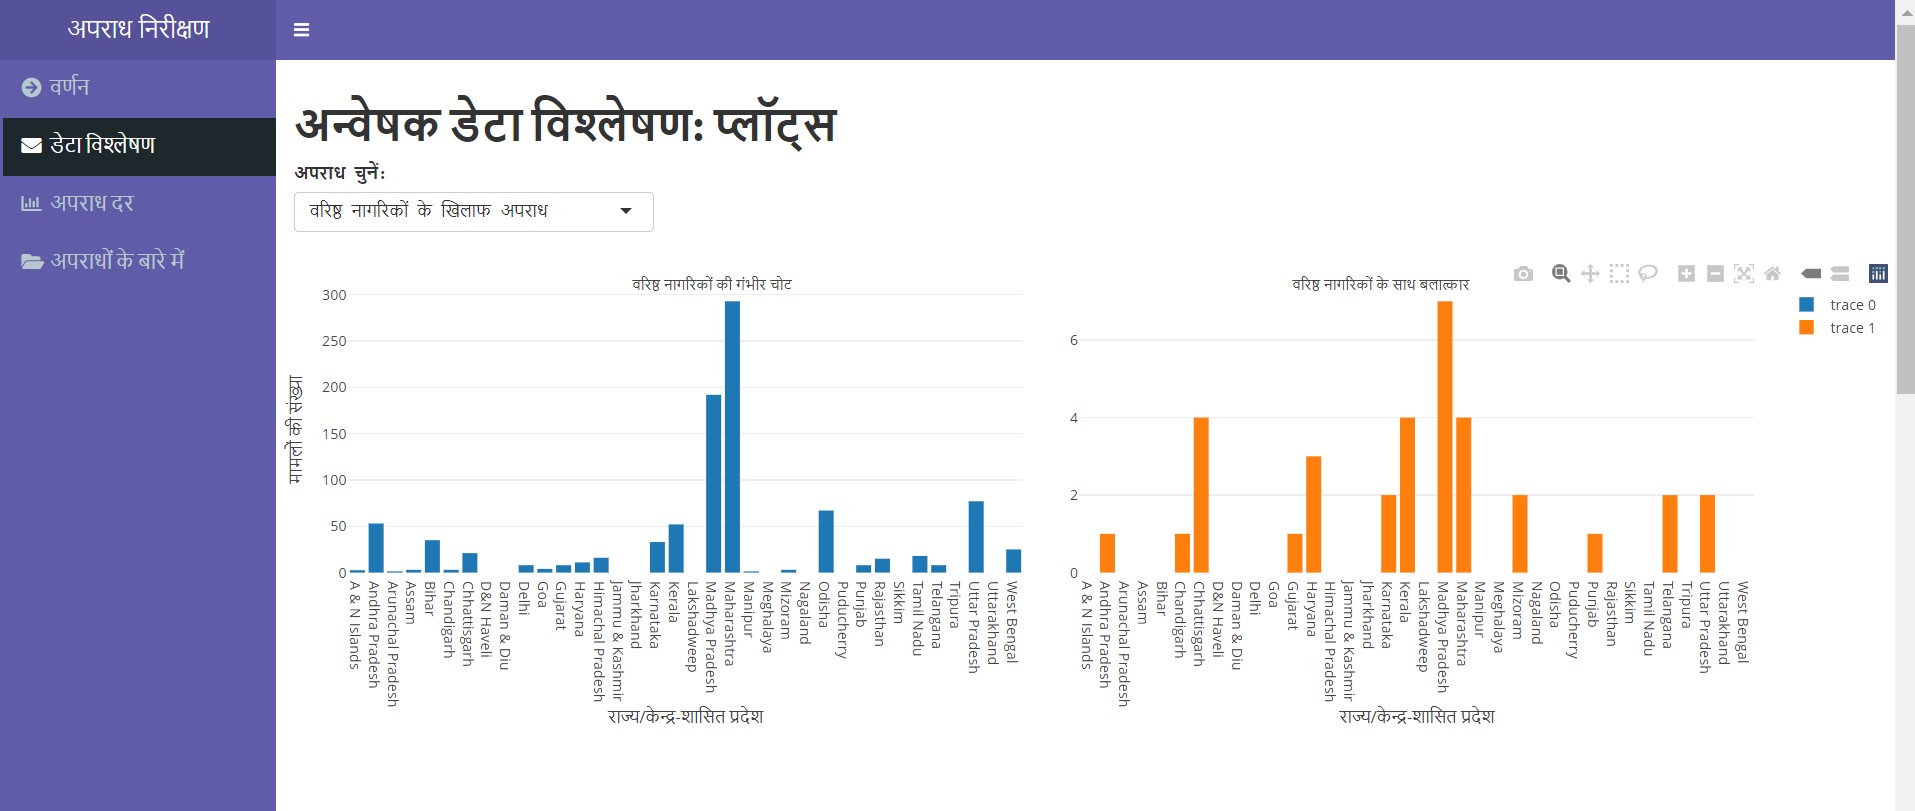 अपराध निरीक्षण
वर्णन
डेटा विश्लेषण
अपराध दर
अपराधों के बारे में
अन्वेषक डेटा विश्लेषण: प्लॉट्स
अपराध चुनें:
वरिष्ठ नागरिकों के खिलाफ अपराध
वरिष्ठ नागरिकों की गंभीर चोट
300
250
200
150
100
50
0
मामलों की संख्या
A & N Islands
Andhra Pradesh
Arunachal Pradesh
Assam
Bihar
Chandigarh
Chhattisgarh
D&N Haveli
Daman & Diu
Delhi
Goa
Gujarat
Haryana
Himachal Pradesh
Jammu & Kashmir
Jharkhand
Karnataka
Kerala
Lakshadweep
Madhya Pradesh
Maharashtra
Manipur
Meghalaya
Mizoram
Nagaland
Odisha
Puducherry
Punjab
Rajasthan
Sikkim
Tamil Nadu
Telangana
Tripura
Uttar Pradesh
Uttarakhand
West Bengal
राज्य/केन्द्र-शासित प्रदेश
वरिष्ठ नागरिकों के साथ बलात्कार
6
4
2
0
A & N Islands
Andhra Pradesh
Arunachal Pradesh
Assam
Bihar
Chandigarh
Chhattisgarh
D&N Haveli
Daman & Diu
Delhi
Goa
Gujarat
Haryana
Himachal Pradesh
Jammu & Kashmir
Jharkhand
Karnataka
Kerala
Lakshadweep
Madhya Pradesh
Maharashtra
Manipur
Meghalaya
Mizoram
Nagaland
Odisha
Puducherry
Punjab
Rajasthan
Sikkim
Tamil Nadu
Telangana
Tripura
Uttar Pradesh
Uttarakhand
West Bengal
राज्य/केन्द्र-शासित प्रदेश
trace 0
trace 1